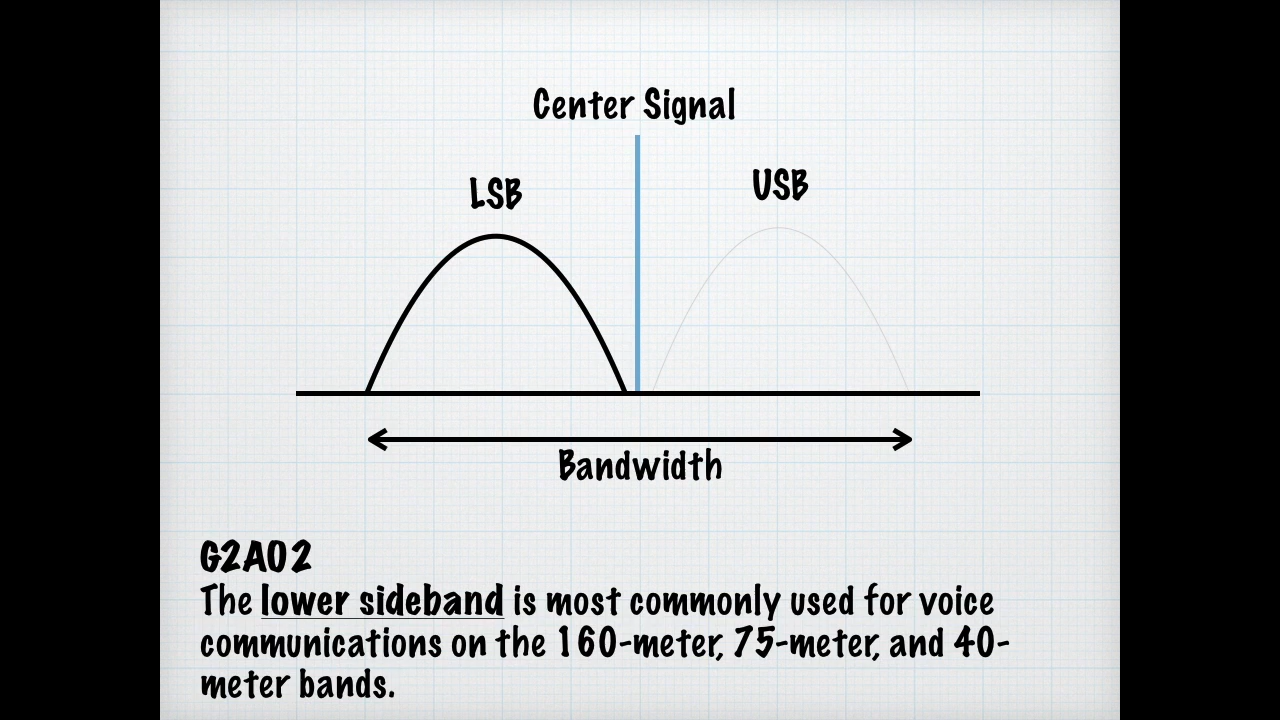 Center Signal
LSB
USB
Bandwidth
G2A02
The lower sideband is most commonly used for voice
communications on the 160-meter, 75-meter, and 40-
meter bands.